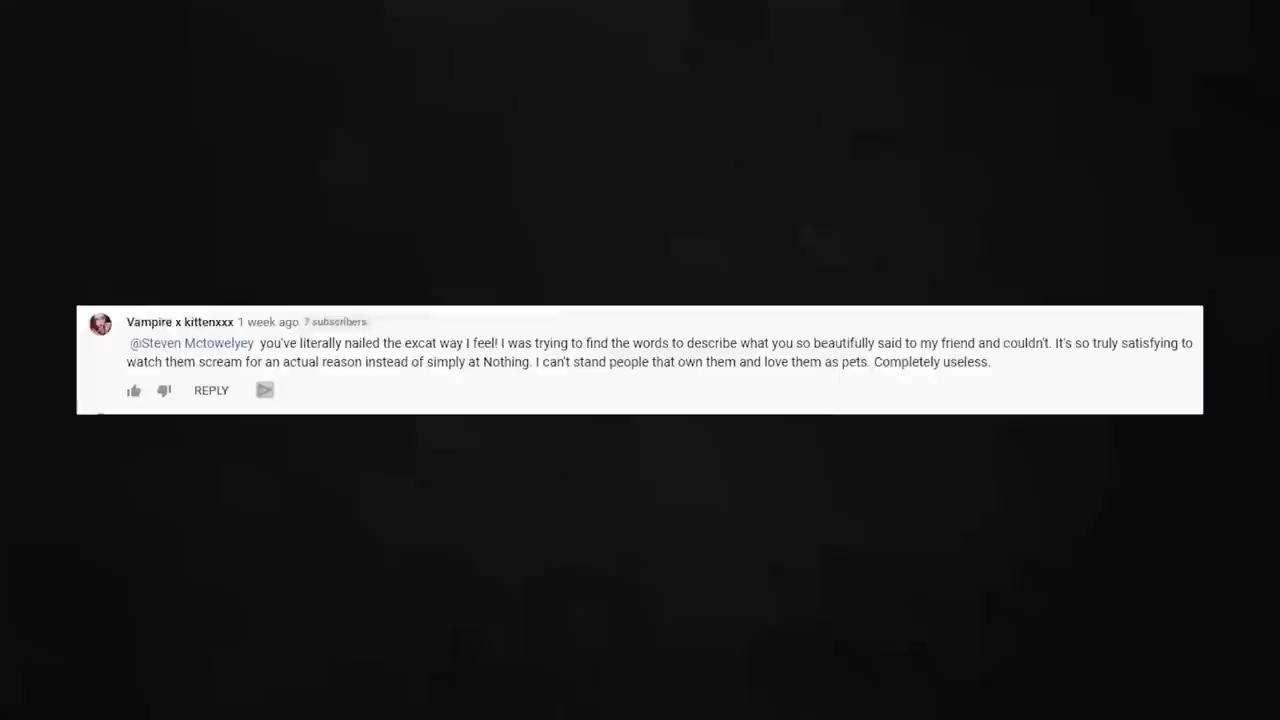 Vampire x kittenxxx 1 week ago 7 subscribers
@Steven Mctowelyey you've literally nailed the excat way I feel! I was trying to find the words to describe what you so beautifully said to my friend and couldn't. It's so truly satisfying to
watch them scream for an actual reason instead of simply at Nothing. I can't stand people that own them and love them as pets. Completely useless.
REPLY